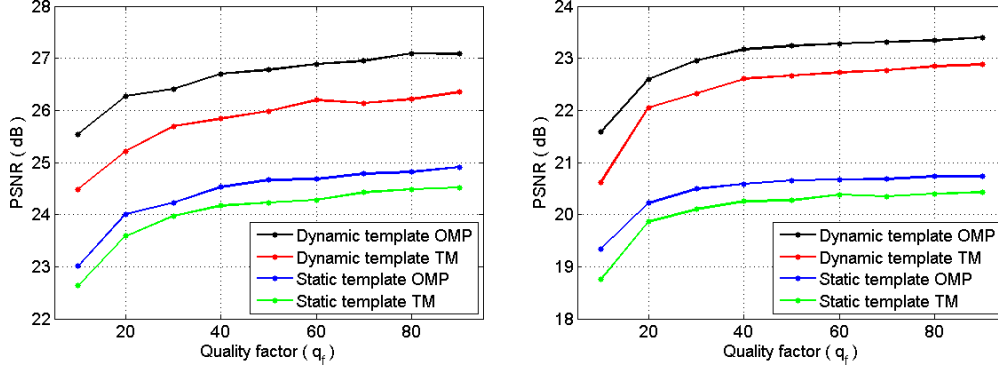 28
27
26
25
24
23
22
PSNR ( dB )
20
40
60
80
Quality factor ( qf )
Dynamic template OMP
Dynamic template TM
Static template OMP
Static template TM
24
23
22
21
20
19
18
PSNR ( dB )
20
40
60
80
Quality factor ( qf )
Dynamic template OMP
Dynamic template TM
Static template OMP
Static template TM